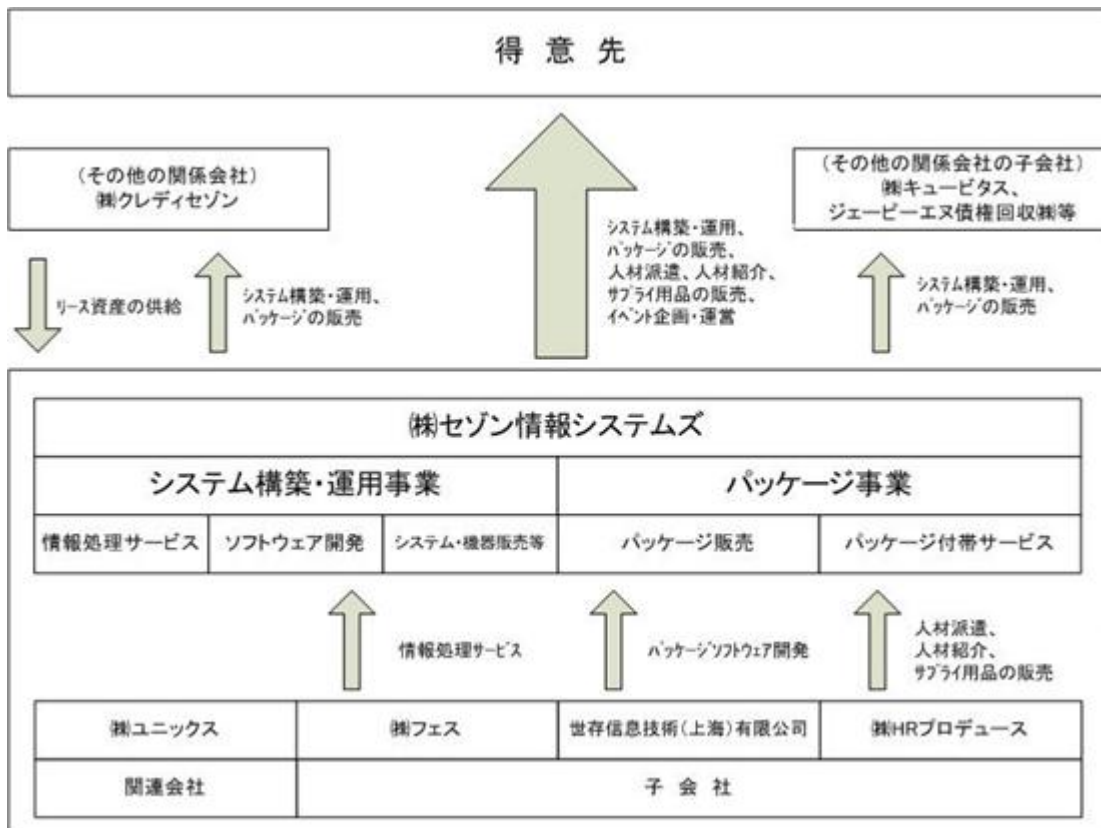 得 意 先
(その他の関係会社)
㈱クレディセゾン
(その他の関係会社の子会社)
㈱キュービタス、
ジェーピーエヌ債権回収㈱等
システム構築・運用、
パッケージの販売、
人材派遣、人材紹介、
サプライ用品の販売、
イベント企画・運営
リース資産の供給
システム構築・運用、
パッケージの販売
システム構築・運用、
パッケージの販売
㈱セゾン情報システムズ
システム構築・運用事業
パッケージ事業
情報処理サービス
ソフトウェア開発
システム・機器販売等
パッケージ販売
パッケージ付帯サービス
情報処理サービス
パッケージソフトウェア開発
人材派遣、
人材紹介、
サプライ用品の販売
㈱ユニックス
㈱フェス
世存信息技術(上海)有限公司
㈱HRプロデュース
関連会社
子 会 社